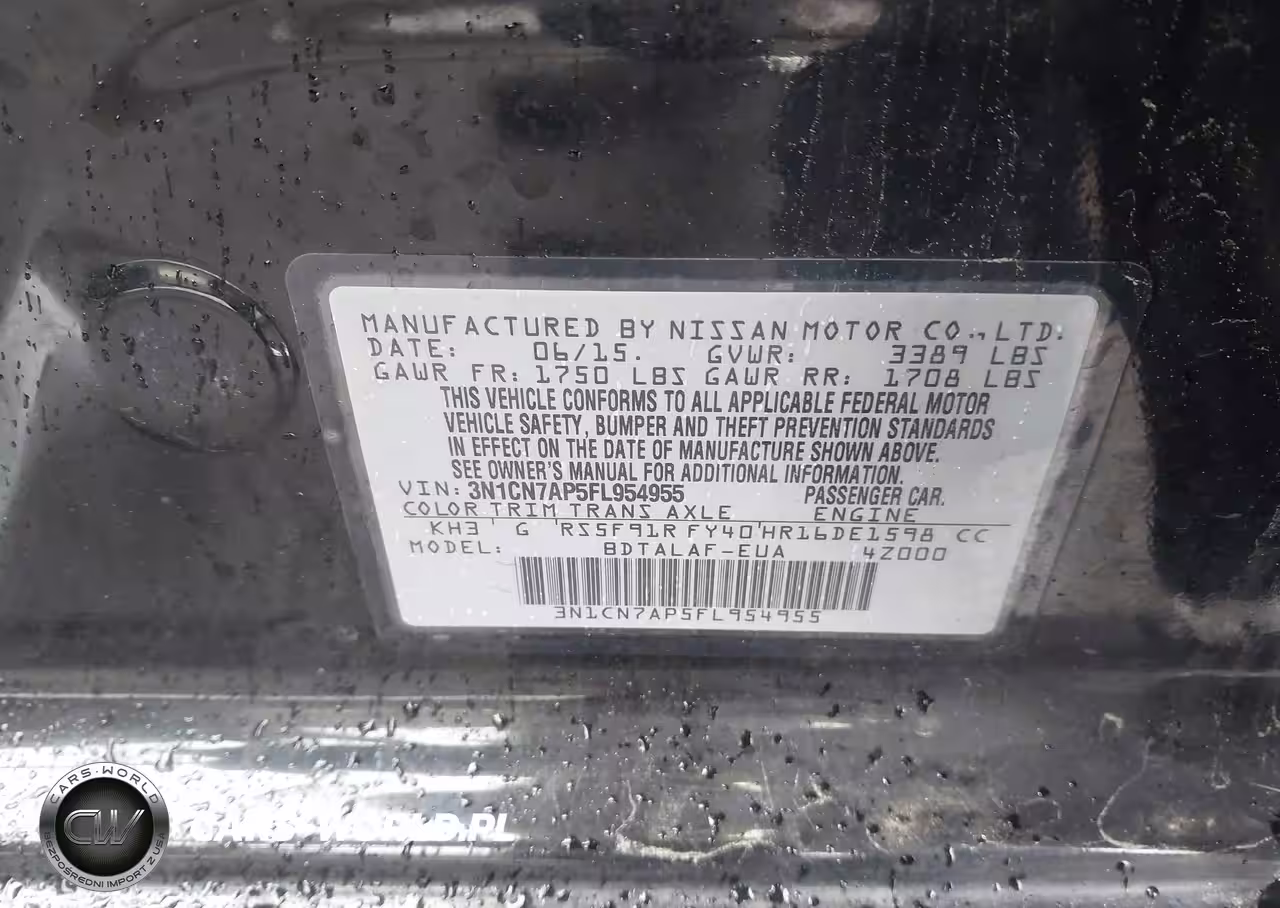 MANUFACTURED BY NISSAN MOTOR CO., LTD.
DATE: 06/15. GVWR: 3389 LBS
GAWR FR: 1750 LBS GAWR RR: 1708 LBS
THIS VEHICLE CONFORMS TO ALL APPLICABLE FEDERAL MOTOR
VEHICLE SAFETY, BUMPER AND THEFT PREVENTION STANDARDS
IN EFFECT ON THE DATE OF MANUFACTURE SHOWN ABOVE.
SEE OWNER'S MANUAL FOR ADDITIONAL INFORMATION.
VIN: 3N1CN7AP5FL954955 PASSENGER CAR.
COLOR TRIM TRANS AXLE ENGINE
KH3 ' G ' RS5F91R FY40'HR16DE1598 CC
MODEL: BDTALAF-EUA 4Z000
3N1CN7AP5FL954955
CARS-WORLD
CW
BEZPOŚREDNI IMPORT Z USA
CARS-WORLD.PL